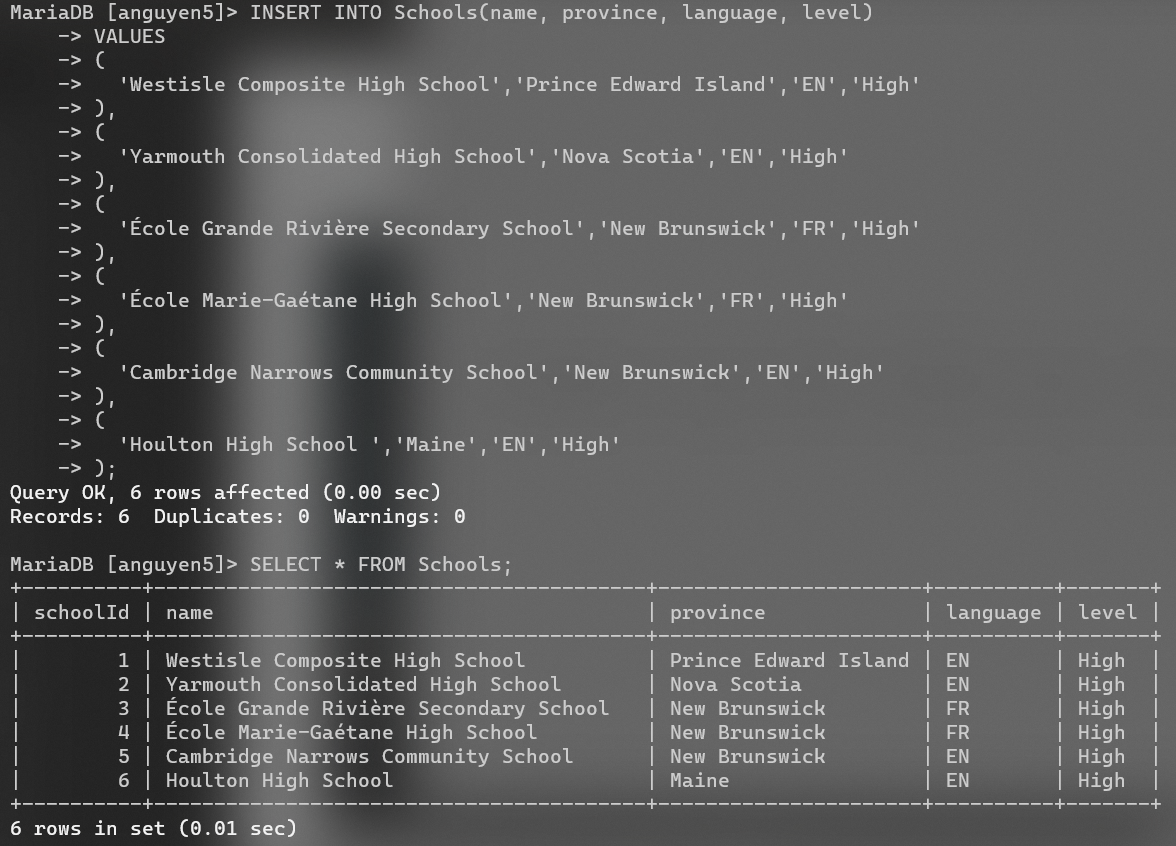 MariaDB [anguyen5]> INSERT INTO Schools(name, province, language, level)
    -> VALUES
    -> (
    ->   'Westisle Composite High School','Prince Edward Island','EN','High'
    -> ),
    -> (
    ->   'Yarmouth Consolidated High School','Nova Scotia','EN','High'
    -> ),
    -> (
    ->   'École Grande Rivière Secondary School','New Brunswick','FR','High'
    -> ),
    -> (
    ->   'École Marie-Gaétane High School','New Brunswick','FR','High'
    -> ),
    -> (
    ->   'Cambridge Narrows Community School','New Brunswick','EN','High'
    -> ),
    -> (
    ->   'Houlton High School ','Maine','EN','High'
    -> );
Query OK, 6 rows affected (0.00 sec)
Records: 6  Duplicates: 0  Warnings: 0

MariaDB [anguyen5]> SELECT * FROM Schools;
+----------+-----------------------------------------+----------------------+----------+-------+
| schoolId | name                                    | province             | language | level |
+----------+-----------------------------------------+----------------------+----------+-------+
|        1 | Westisle Composite High School          | Prince Edward Island | EN       | High  |
|        2 | Yarmouth Consolidated High School       | Nova Scotia          | EN       | High  |
|        3 | École Grande Rivière Secondary School   | New Brunswick        | FR       | High  |
|        4 | École Marie-Gaétane High School         | New Brunswick        | FR       | High  |
|        5 | Cambridge Narrows Community School      | New Brunswick        | EN       | High  |
|        6 | Houlton High School                     | Maine                | EN       | High  |
+----------+-----------------------------------------+----------------------+----------+-------+
6 rows in set (0.01 sec)